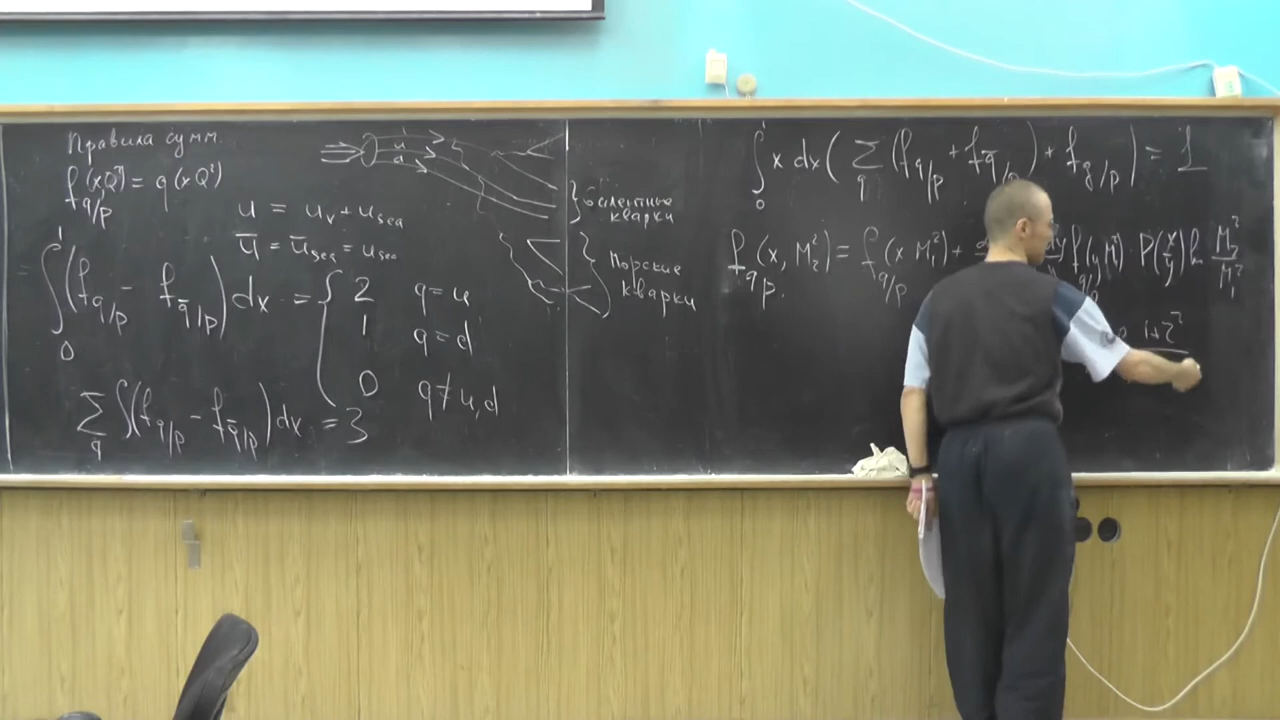 Правила сумм.
f_{q/p}(x,Q²) = q(x Q²)
u = u_v + u_sea
ū = ū_sea = u_sea
∫₀¹ (f_{q/p} - f_{q̄/p}) dx = { 2 q=u
1 q=d
0 q≠u,d
∑_q ∫(f_{q/p} - f_{q̄/p}) dx = 3
u
d
} Валентные кварки
} Морские кварки
∫₀¹ x dx ( ∑_q (f_{q/p} + f_{q̄/p}) + f_{g/p} ) = 1
f_{q/p}(x, M₂²) = f_{q/p}(x M₁²) + f(y M²) · P(x/y) ln M₂²/M₁²
1+z²